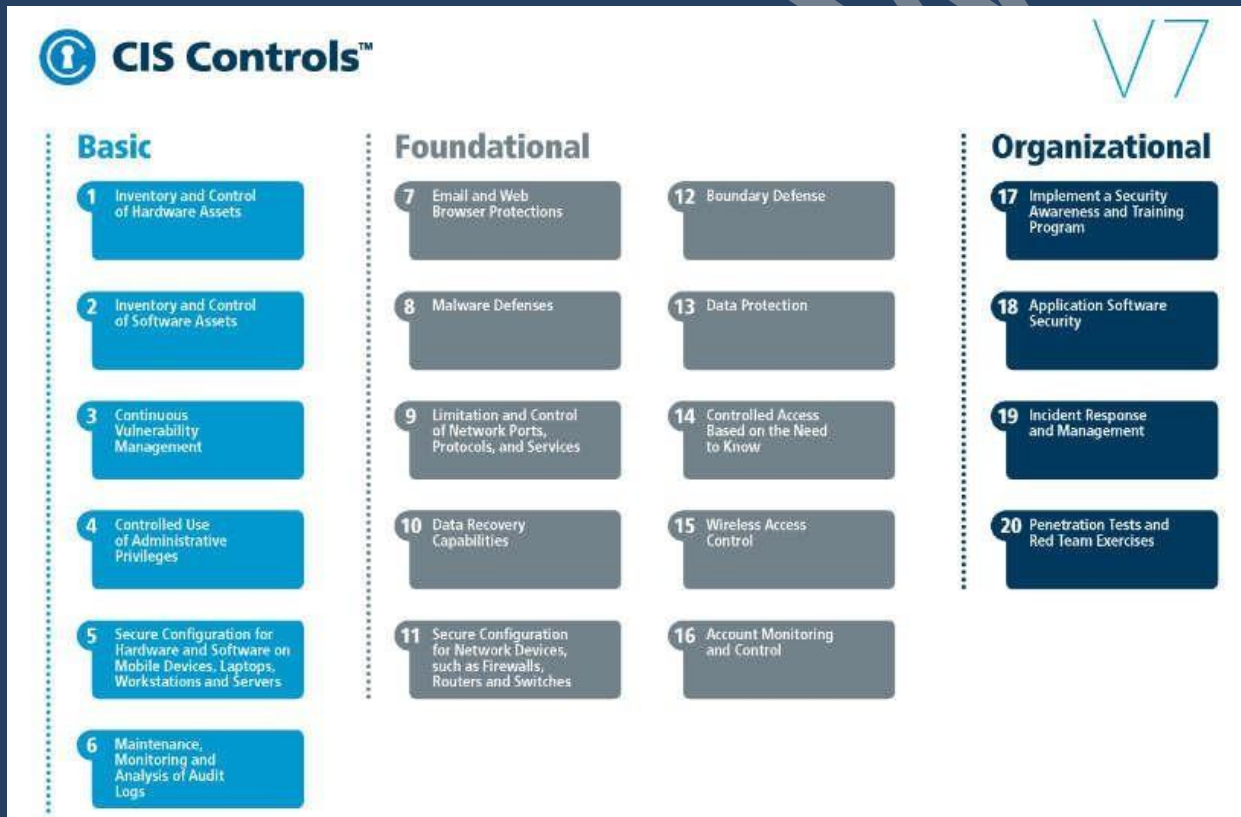 CIS Controls™
V7
Basic
1 Inventory and Control
of Hardware Assets
2 Inventory and Control
of Software Assets
3 Continuous
Vulnerability
Management
4 Controlled Use
of Administrative
Privileges
5 Secure Configuration for
Hardware and Software on
Mobile Devices, Laptops,
Workstations and Servers
6 Maintenance,
Monitoring and
Analysis of Audit
Logs
Foundational
7 Email and Web
Browser Protections
8 Malware Defenses
9 Limitation and Control
of Network Ports,
Protocols, and Services
10 Data Recovery
Capabilities
11 Secure Configuration
for Network Devices,
such as Firewalls,
Routers and Switches
12 Boundary Defense
13 Data Protection
14 Controlled Access
Based on the Need
to Know
15 Wireless Access
Control
16 Account Monitoring
and Control
Organizational
17 Implement a Security
Awareness and Training
Program
18 Application Software
Security
19 Incident Response
and Management
20 Penetration Tests and
Red Team Exercises